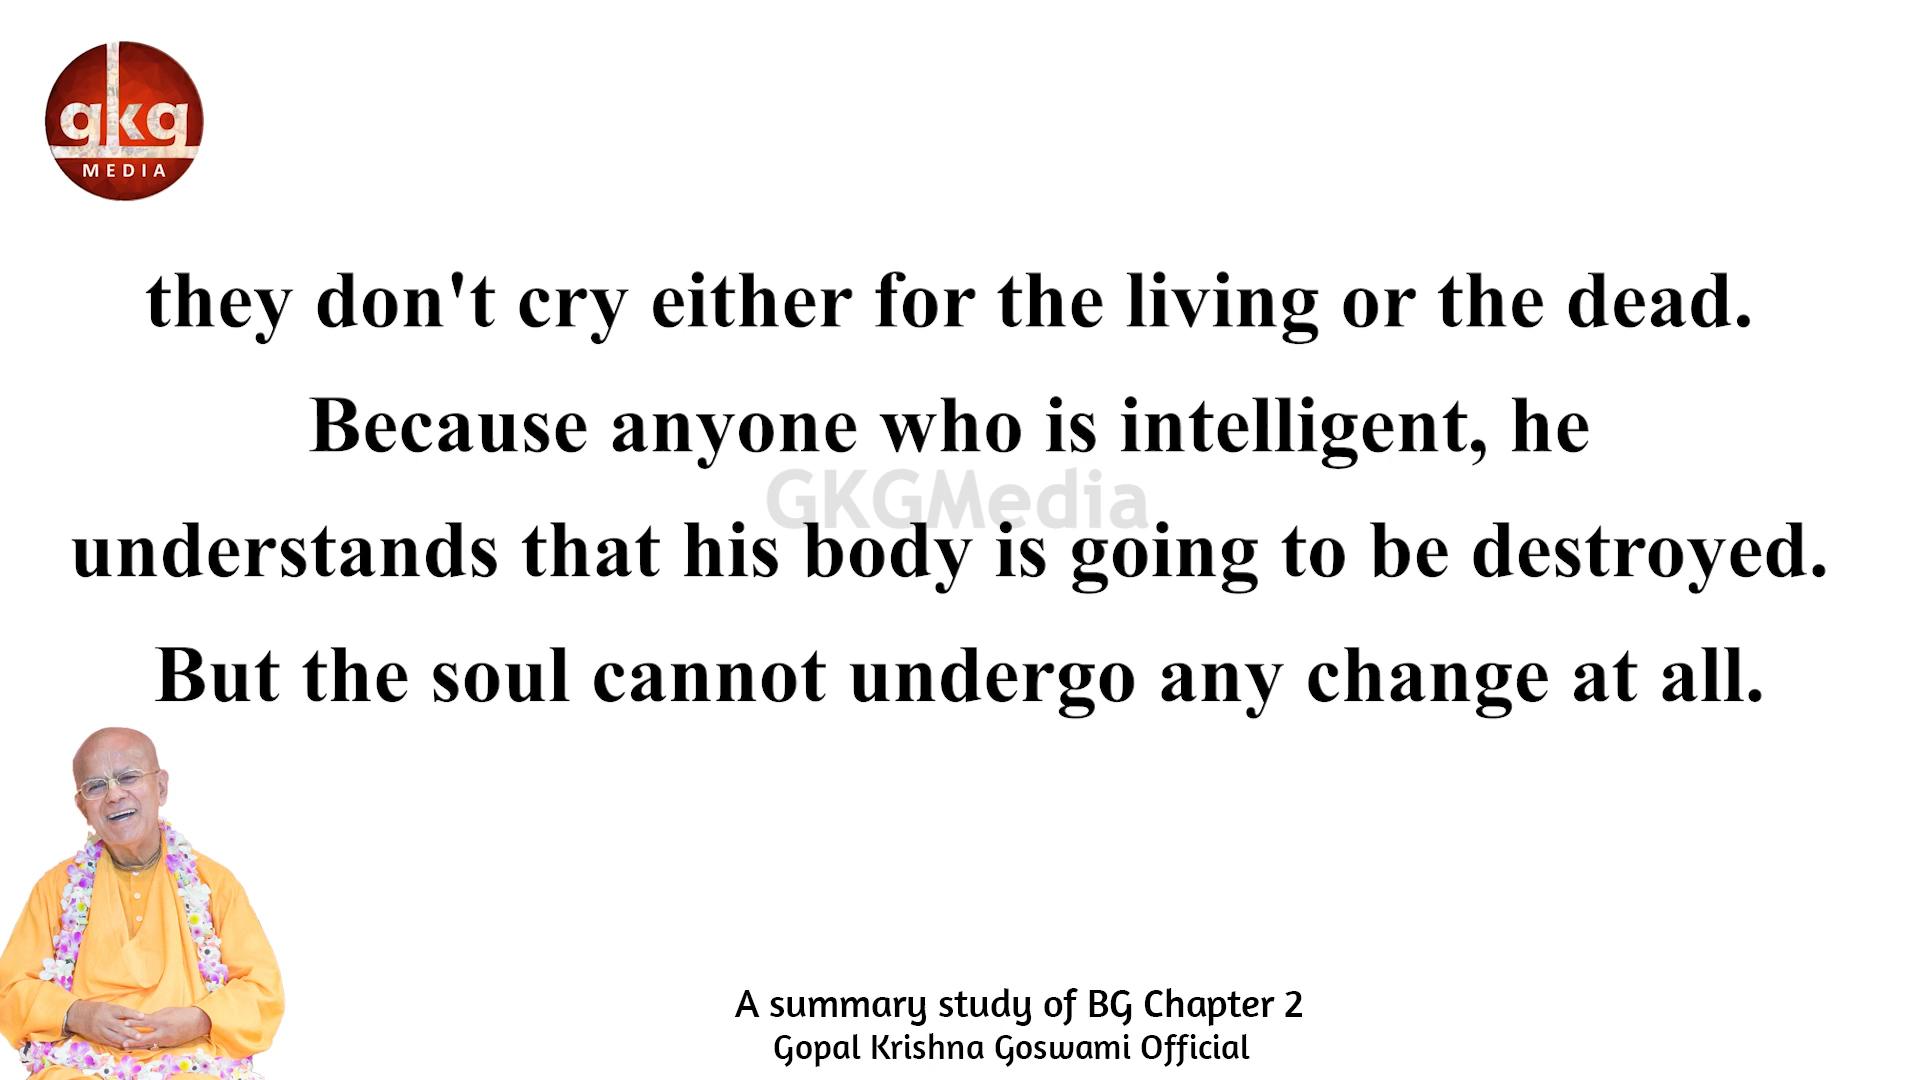 gkg
MEDIA
they don't cry either for the living or the dead.
Because anyone who is intelligent, he
GKGMedia
understands that his body is going to be destroyed.
But the soul cannot undergo any change at all.
A summary study of BG Chapter 2
Gopal Krishna Goswami Official